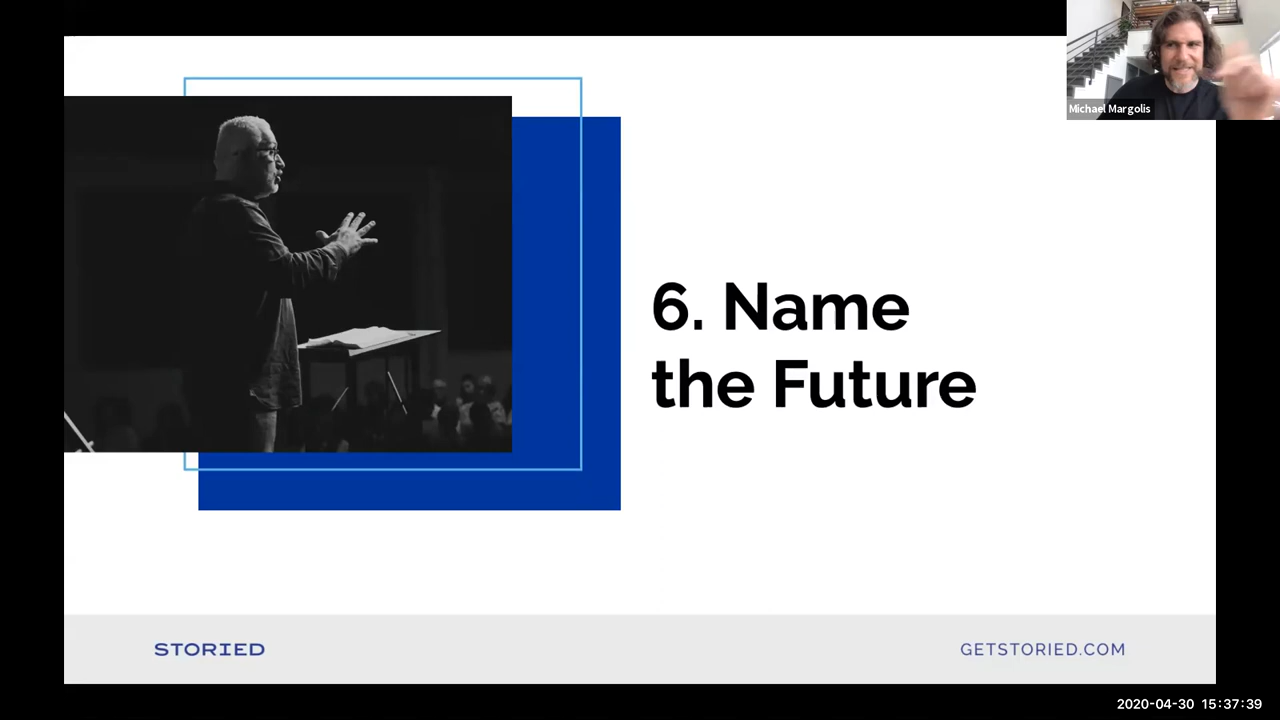 Michael Margolis
6. Name
the Future
STORIED
GETSTORIED.COM
2020-04-30 15:37:39